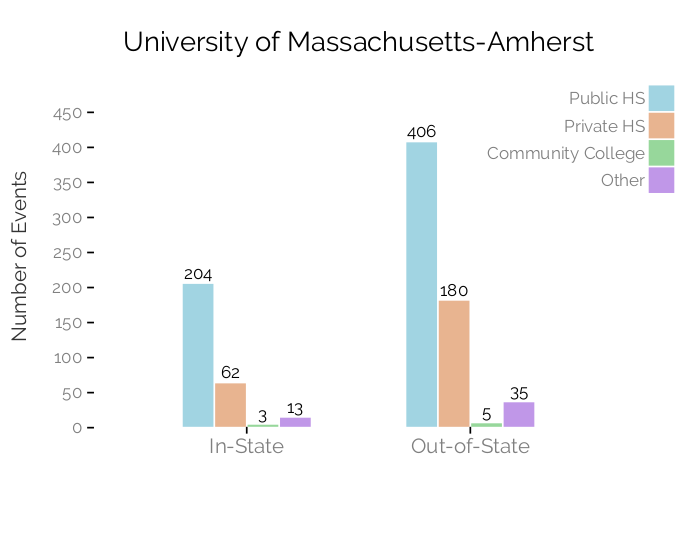 University of Massachusetts-Amherst
Public HS
Private HS
Community College
Other
Number of Events
450
400
350
300
250
200
150
100
50
0
204
62
3
13
406
180
5
35
In-State
Out-of-State